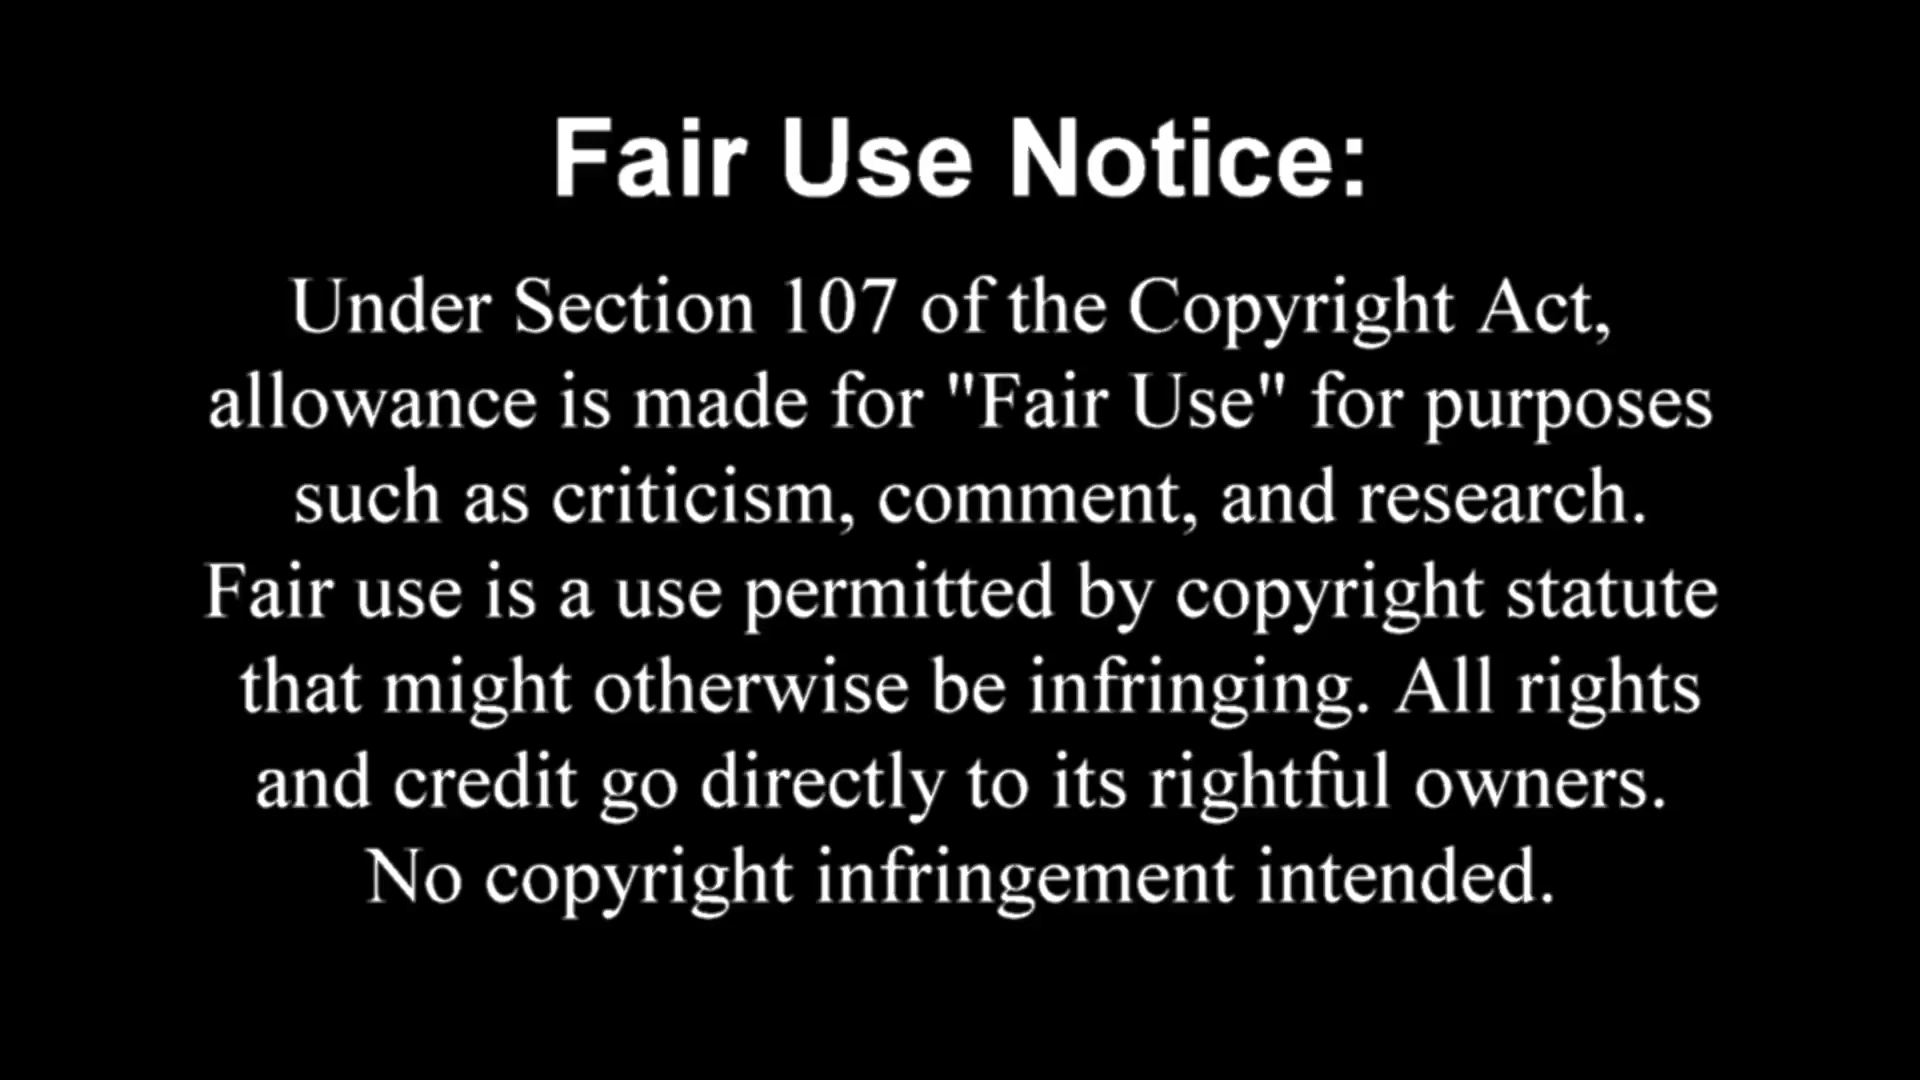 Fair Use Notice:
Under Section 107 of the Copyright Act,
allowance is made for "Fair Use" for purposes
such as criticism, comment, and research.
Fair use is a use permitted by copyright statute
that might otherwise be infringing. All rights
and credit go directly to its rightful owners.
No copyright infringement intended.